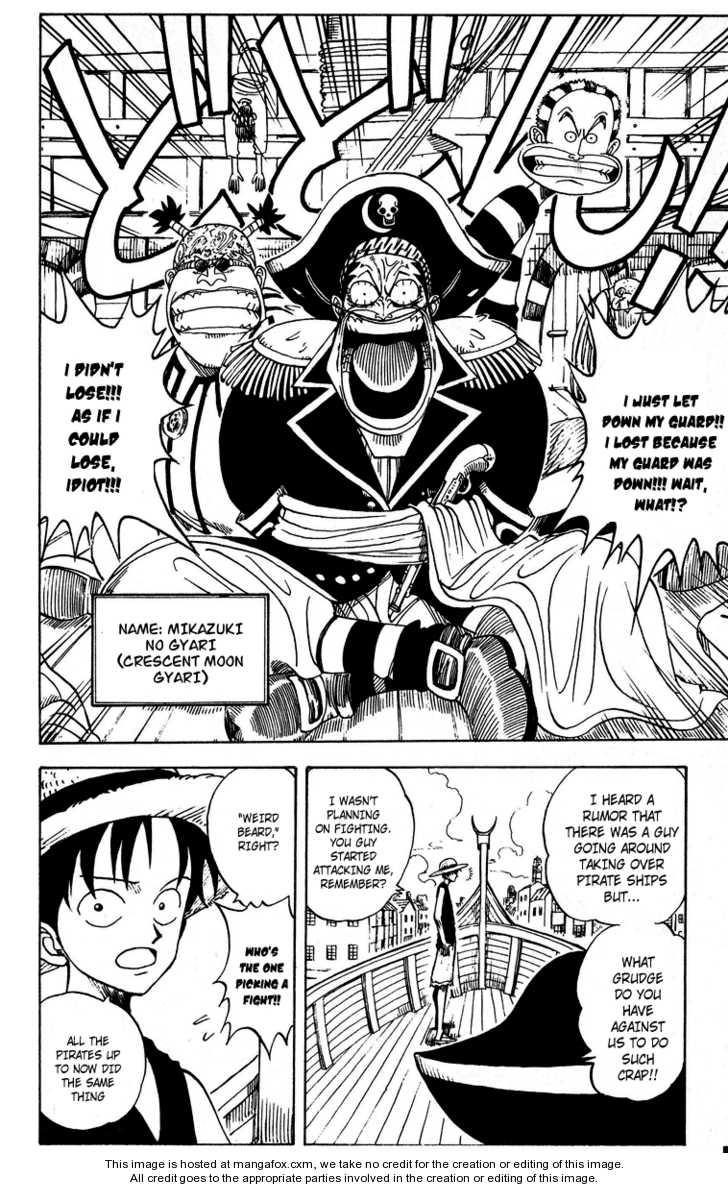 どど
I JUST LET
DOWN MY GUARD!!
I LOST BECAUSE
MY GUARD WAS
DOWN!!! WAIT,
WHAT!?
I DIDN'T
LOSE!!!
AS IF I
COULD
LOSE,
IDIOT!!!
NAME: MIKAZUKI
NO GYARI
(CRESCENT MOON
GYARI)
I HEARD A
RUMOR THAT
THERE WAS A GUY
GOING AROUND
TAKING OVER
PIRATE SHIPS
BUT...
WHAT
GRUDGE
DO YOU
HAVE
AGAINST
US TO DO
SUCH
CRAP!!
I WASN'T
PLANNING
ON FIGHTING.
YOU GUY
STARTED
ATTACKING ME,
REMEMBER?
"WEIRD
BEARD,"
RIGHT?
WHO'S
THE ONE
PICKING A
FIGHT!!
ALL THE
PIRATES UP
TO NOW DID
THE SAME
THING
This image is hosted at mangafox.cxm, we take no credit for the creation or editing of this image.
All credit goes to the appropriate parties involved in the creation or editing of this image.